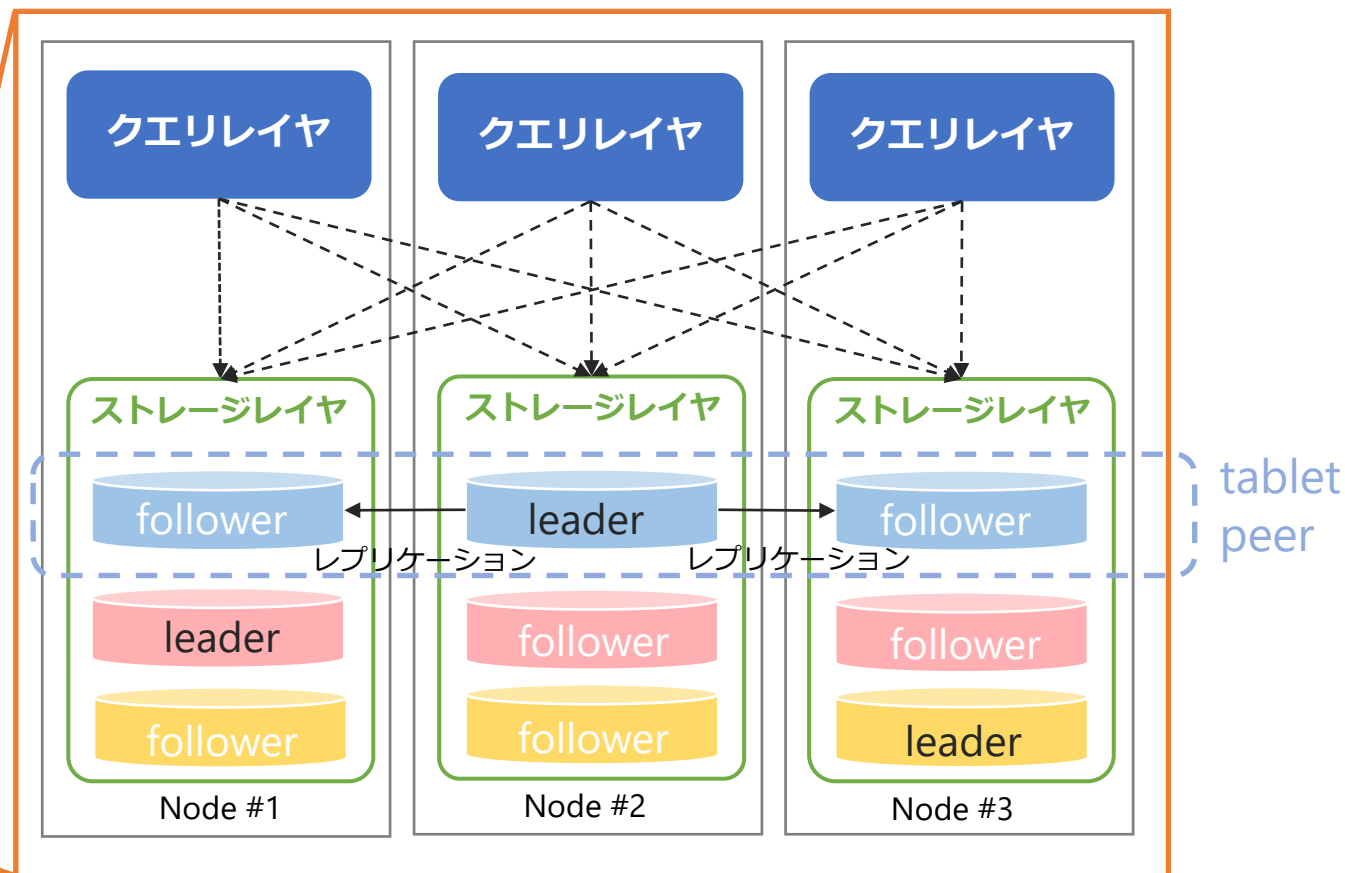 クエリレイヤ
クエリレイヤ
クエリレイヤ
ストレージレイヤ
ストレージレイヤ
ストレージレイヤ
follower
leader
follower
tablet
peer
レプリケーション
レプリケーション
leader
follower
follower
follower
follower
leader
Node #1
Node #2
Node #3